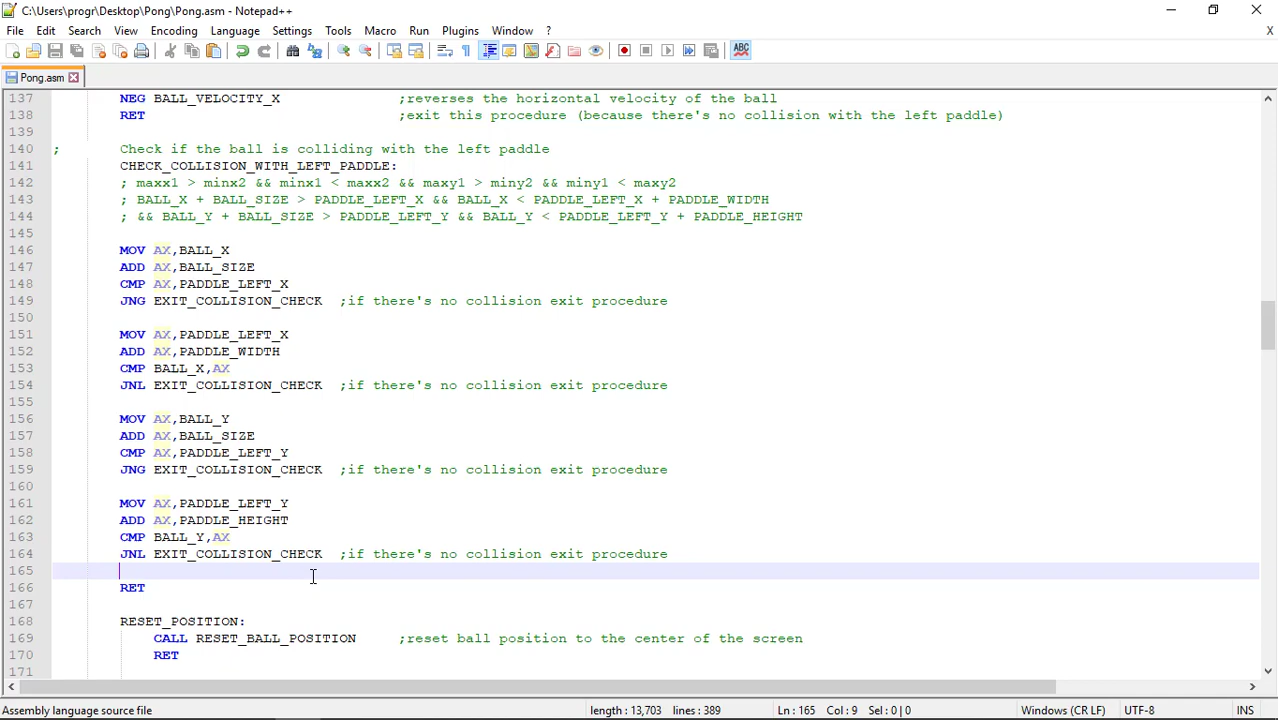 C:\Users\progr\Desktop\Pong\Pong.asm - Notepad++
File Edit Search View Encoding Language Settings Tools Macro Run Plugins Window ? X
ABC
Pong.asm
137 NEG BALL_VELOCITY_X ;reverses the horizontal velocity of the ball
138 RET ;exit this procedure (because there's no collision with the left paddle)
139
140 ; Check if the ball is colliding with the left paddle
141 CHECK_COLLISION_WITH_LEFT_PADDLE:
142 ; maxx1 > minx2 && minx1 < maxx2 && maxy1 > miny2 && miny1 < maxy2
143 ; BALL_X + BALL_SIZE > PADDLE_LEFT_X && BALL_X < PADDLE_LEFT_X + PADDLE_WIDTH
144 ; && BALL_Y + BALL_SIZE > PADDLE_LEFT_Y && BALL_Y < PADDLE_LEFT_Y + PADDLE_HEIGHT
145
146 MOV AX,BALL_X
147 ADD AX,BALL_SIZE
148 CMP AX,PADDLE_LEFT_X
149 JNG EXIT_COLLISION_CHECK ;if there's no collision exit procedure
150
151 MOV AX,PADDLE_LEFT_X
152 ADD AX,PADDLE_WIDTH
153 CMP BALL_X,AX
154 JNL EXIT_COLLISION_CHECK ;if there's no collision exit procedure
155
156 MOV AX,BALL_Y
157 ADD AX,BALL_SIZE
158 CMP AX,PADDLE_LEFT_Y
159 JNG EXIT_COLLISION_CHECK ;if there's no collision exit procedure
160
161 MOV AX,PADDLE_LEFT_Y
162 ADD AX,PADDLE_HEIGHT
163 CMP BALL_Y,AX
164 JNL EXIT_COLLISION_CHECK ;if there's no collision exit procedure
165
166 RET
167
168 RESET_POSITION:
169 CALL RESET_BALL_POSITION ;reset ball position to the center of the screen
170 RET
171
Assembly language source file length : 13,703 lines : 389 Ln : 165 Col : 9 Sel : 0 | 0 Windows (CR LF) UTF-8 INS